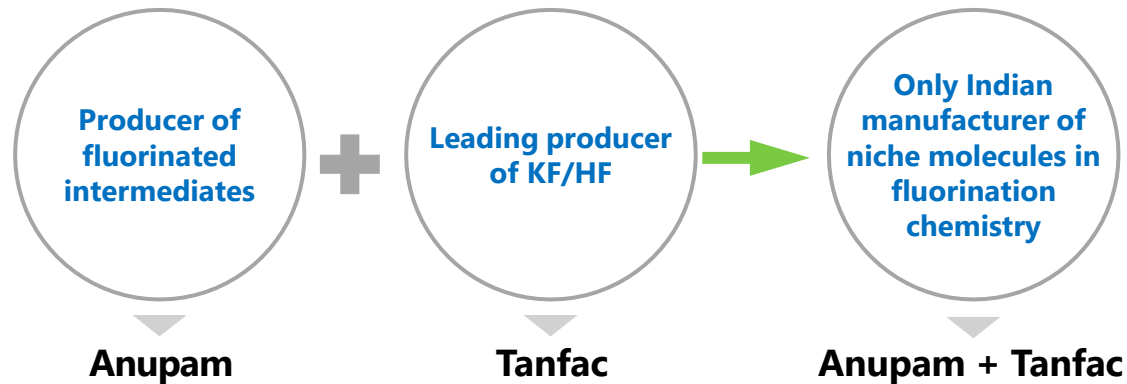 Producer of
fluorinated
intermediates
Leading producer
of KF/HF
Only Indian
manufacturer of
niche molecules in
fluorination
chemistry
Anupam
Tanfac
Anupam + Tanfac